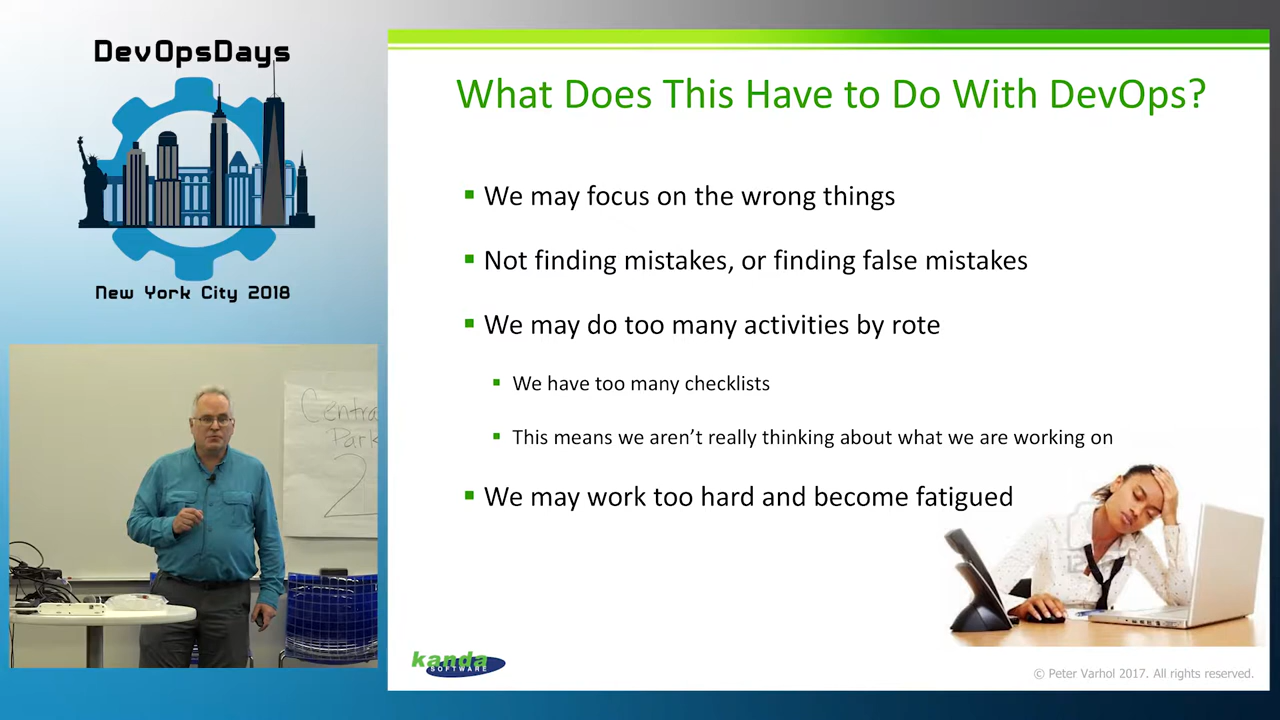 DevOpsDays
New York City 2018
Central
Park
2
What Does This Have to Do With DevOps?
We may focus on the wrong things
Not finding mistakes, or finding false mistakes
We may do too many activities by rote
We have too many checklists
This means we aren’t really thinking about what we are working on
We may work too hard and become fatigued
kanda
SOFTWARE
© Peter Varhol 2017. All rights reserved.